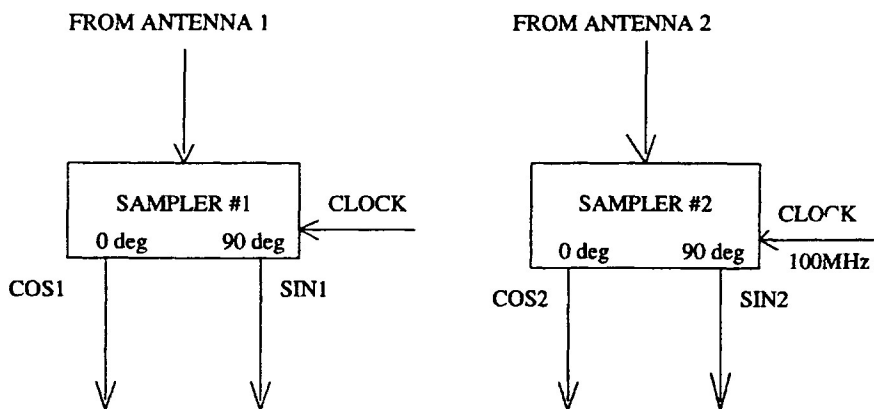 FROM ANTENNA 1
FROM ANTENNA 2
SAMPLER #1
CLOCK
0 deg
90 deg
COS1
SIN1
SAMPLER #2
CLOCK
0 deg
90 deg
100MHz
COS2
SIN2